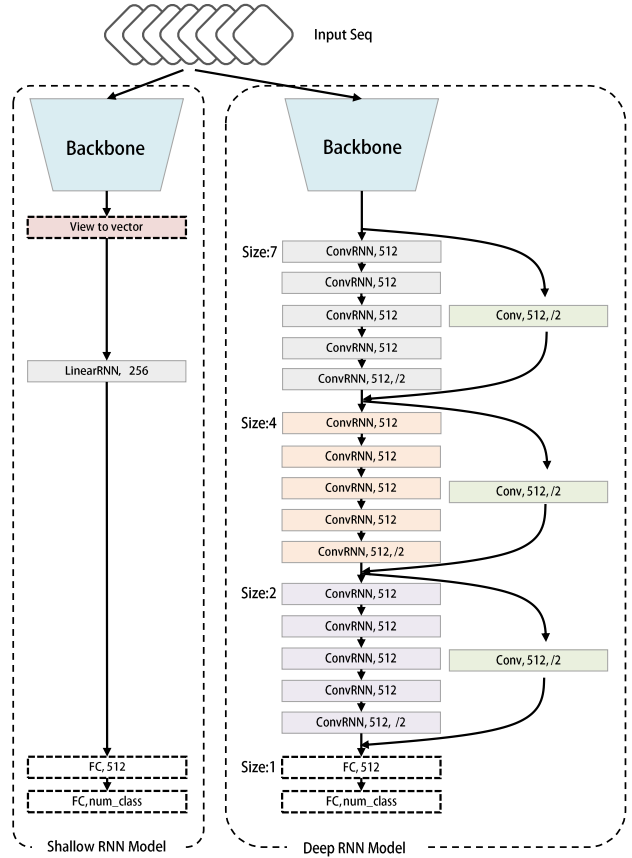 Input Seq
Backbone
View to vector
LinearRNN, 256
FC, 512
FC,num_class
Shallow RNN Model
Backbone
Size:7
ConvRNN, 512
ConvRNN, 512
ConvRNN, 512
Conv, 512, /2
ConvRNN, 512
ConvRNN, 512, /2
Size:4
ConvRNN, 512
ConvRNN, 512
ConvRNN, 512
Conv, 512, /2
ConvRNN, 512
ConvRNN, 512, /2
Size:2
ConvRNN, 512
ConvRNN, 512
ConvRNN, 512
Conv, 512, /2
ConvRNN, 512
ConvRNN, 512, /2
Size:1
FC, 512
FC,num_class
Deep RNN Model